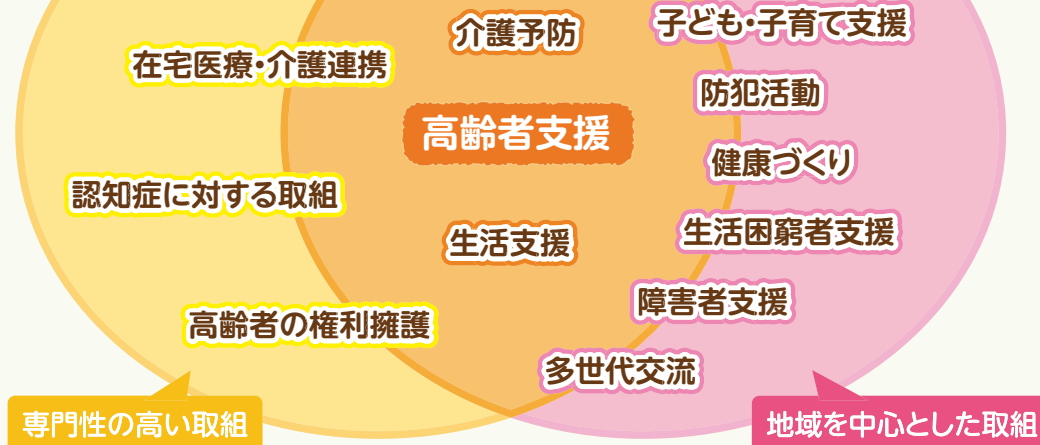 介護予防
子ども・子育て支援
在宅医療・介護連携
防犯活動
高齢者支援
健康づくり
認知症に対する取組
生活支援
生活困窮者支援
障害者支援
高齢者の権利擁護
多世代交流
専門性の高い取組
地域を中心とした取組